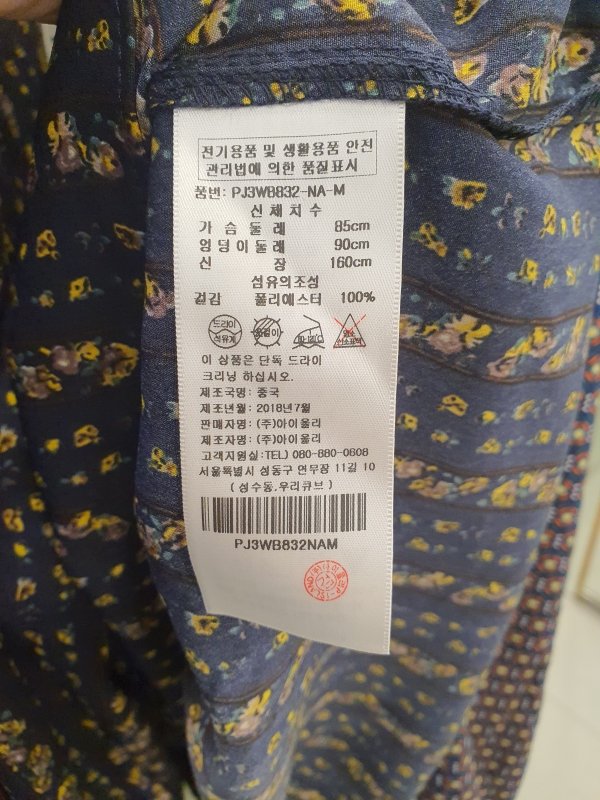 전기용품 및 생활용품 안전
관리법에 의한 품질표시
품번: PJ3WB832-NA-M
신체치수
가슴둘레 85cm
엉덩이둘레 90cm
신장 160cm
섬유의조성
겉감 폴리에스터 100%
드라이
석유계
이 상품은 단독 드라이
크리닝 하십시오.
제조국명: 중국
제조년월: 2018년7월
판매자명: (주)아이올리
제조자명: (주)아이올리
고객지원실:TEL) 080-880-0608
서울특별시 성동구 연무장 11길 10
(성수동,우리큐브)
PJ3WB832NAM